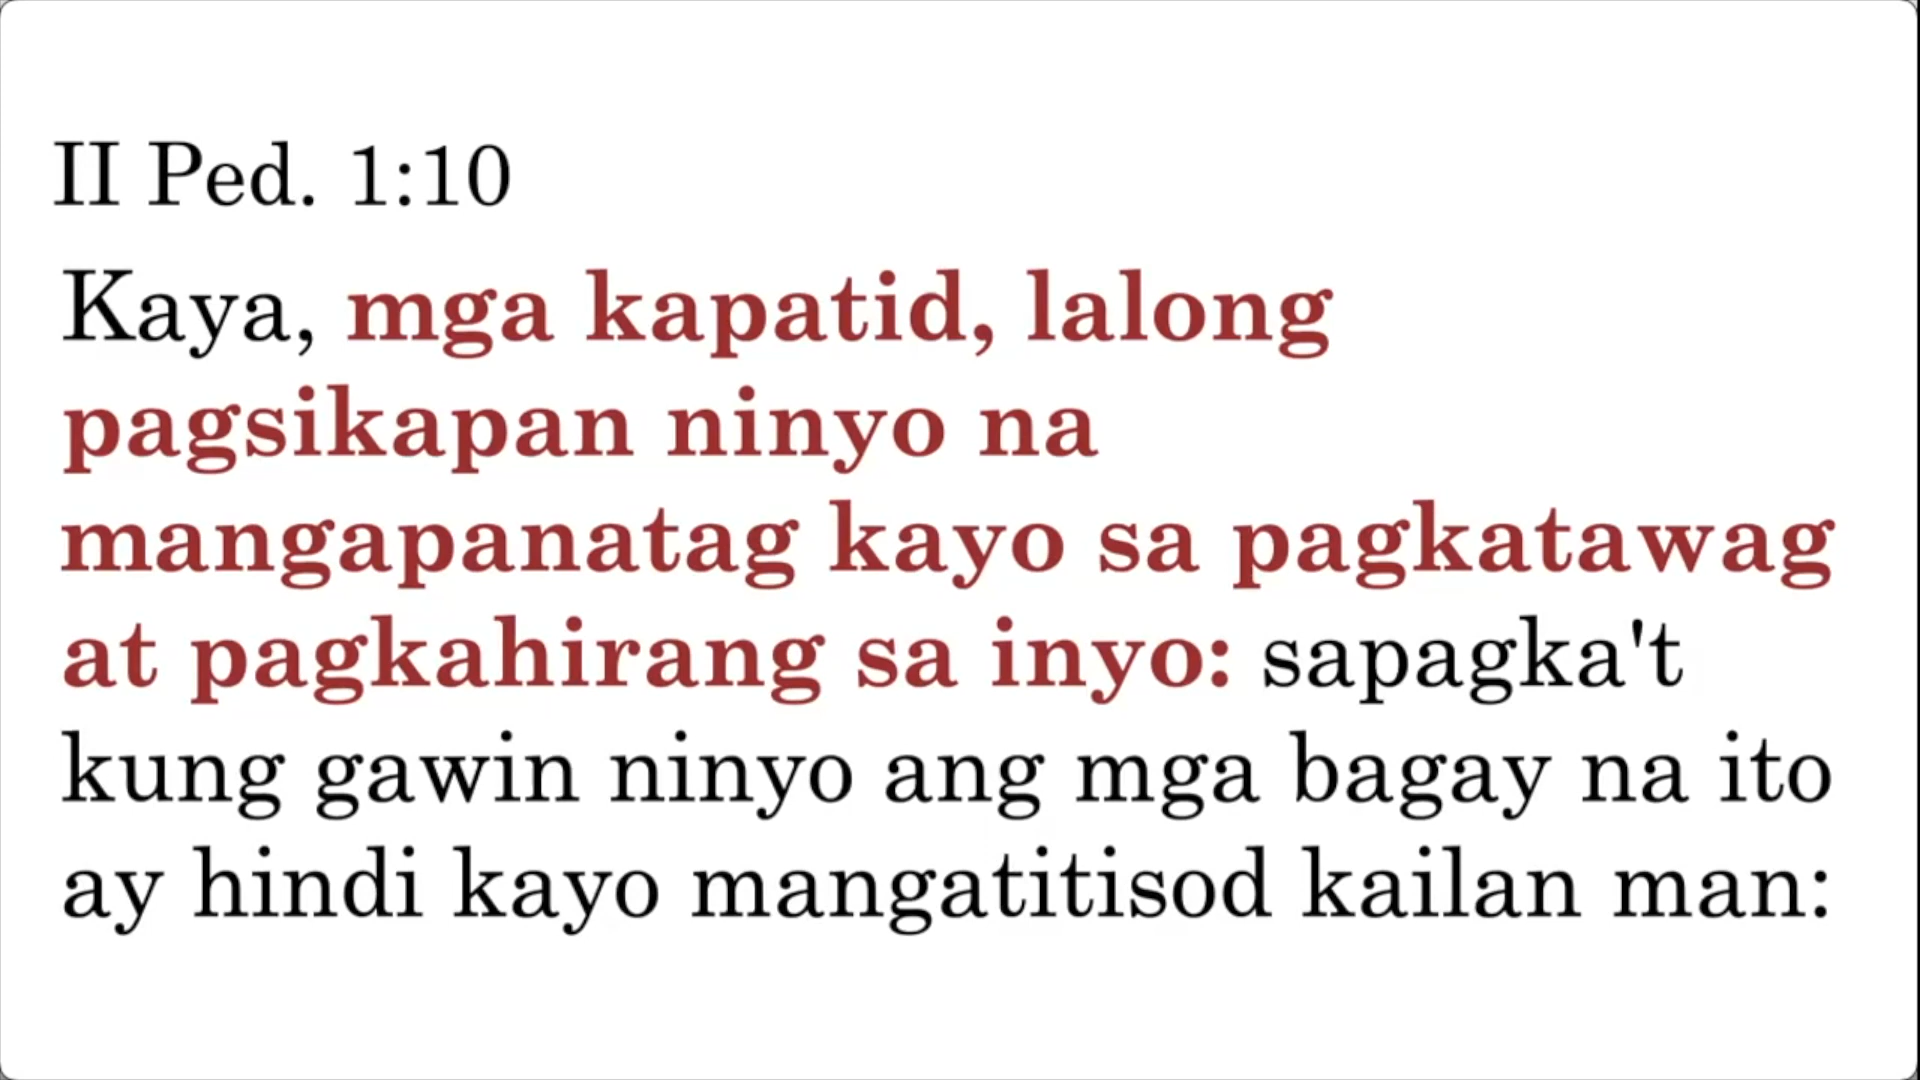 II Ped. 1:10
Kaya, mga kapatid, lalong
pagsikapan ninyo na
mangapanatag kayo sa pagkatawag
at pagkahirang sa inyo: sapagka't
kung gawin ninyo ang mga bagay na ito
ay hindi kayo mangatitisod kailan man: